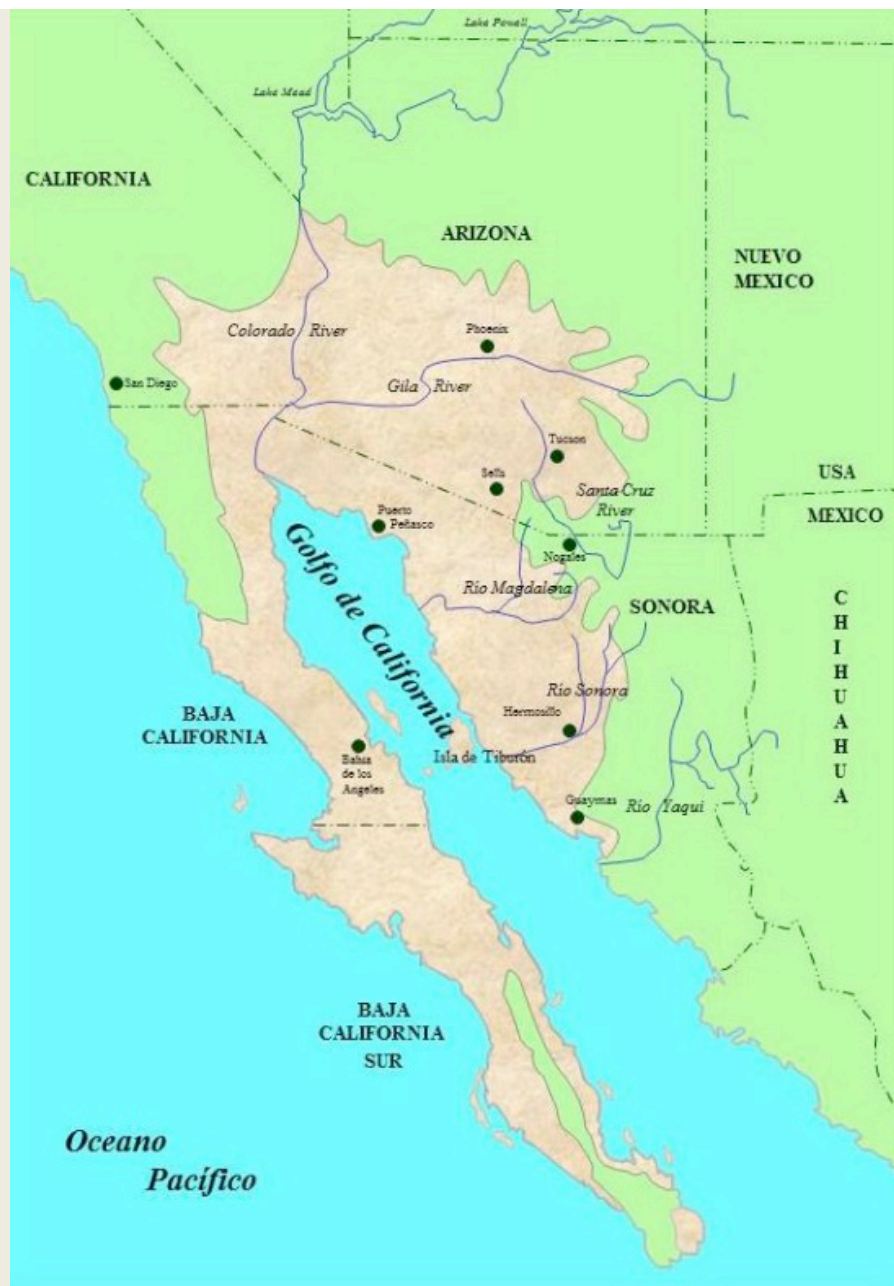 Lake Powell
Lake Mead
CALIFORNIA
ARIZONA
NUEVO
MEXICO
Colorado River
Phoenix
San Diego
Gila River
Tucson
Sells
Santa Cruz
River
USA
MEXICO
Puerto
Peñasco
Nogales
Golfo de California
Río Magdalena
SONORA
CHIHUAHUA
Río Sonora
Hermosillo
BAJA
CALIFORNIA
Bahia
de los
Angeles
Isla de Tiburón
Guaymas
Río Yaqui
BAJA
CALIFORNIA
SUR
Oceano
Pacífico